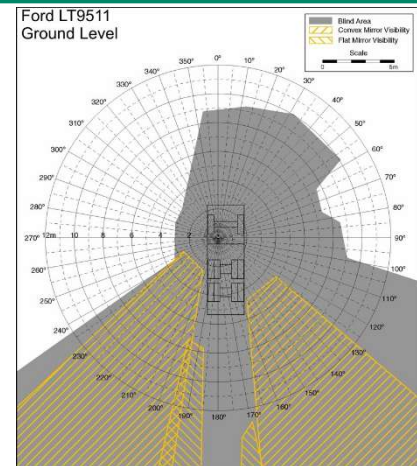 Ford LT9511
Ground Level
Blind Area
Convex Mirror Visibility
Flat Mirror Visibility
Scale
0 6m
350° 0° 10°
340° 20°
330° 30°
320° 40°
310° 50°
300° 60°
290° 70°
280° 80°
270° 12m 10 8 6 4 2 90°
260° 100°
250° 110°
240° 120°
230° 130°
220° 140°
210° 150°
200° 190° 180° 170° 160°